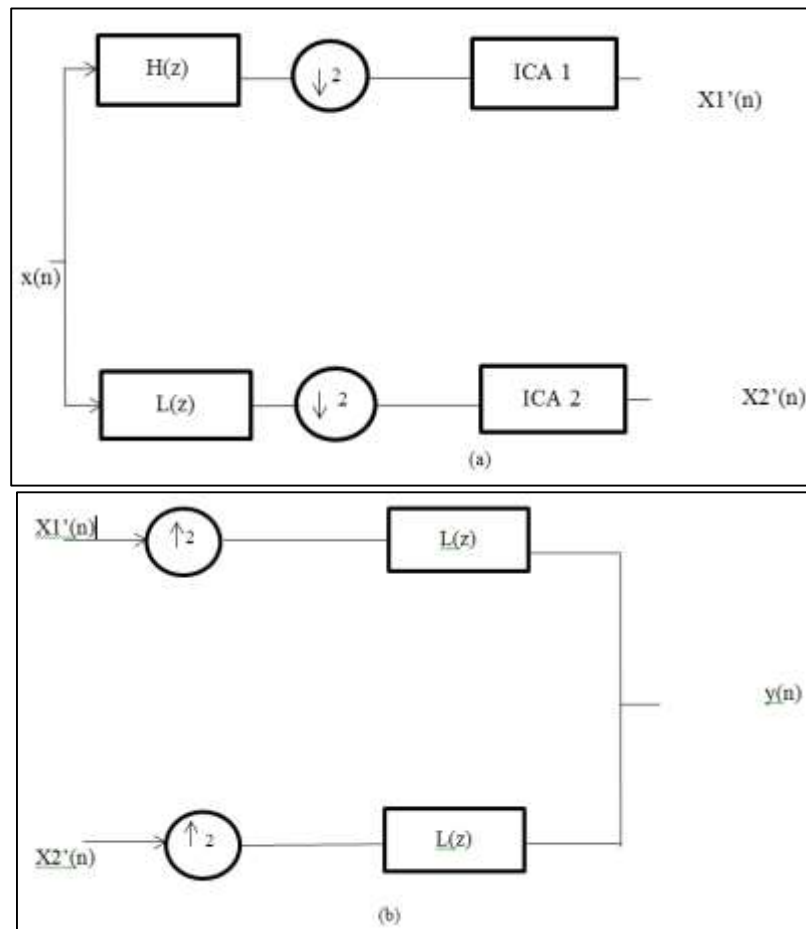 H(z)
↓ 2
ICA 1
X1’(n)
x(n)
L(z)
↓ 2
ICA 2
X2’(n)
(a)
X1’(n)
↑2
L(z)
y(n)
X2’(n)
↑ 2
L(z)
(b)